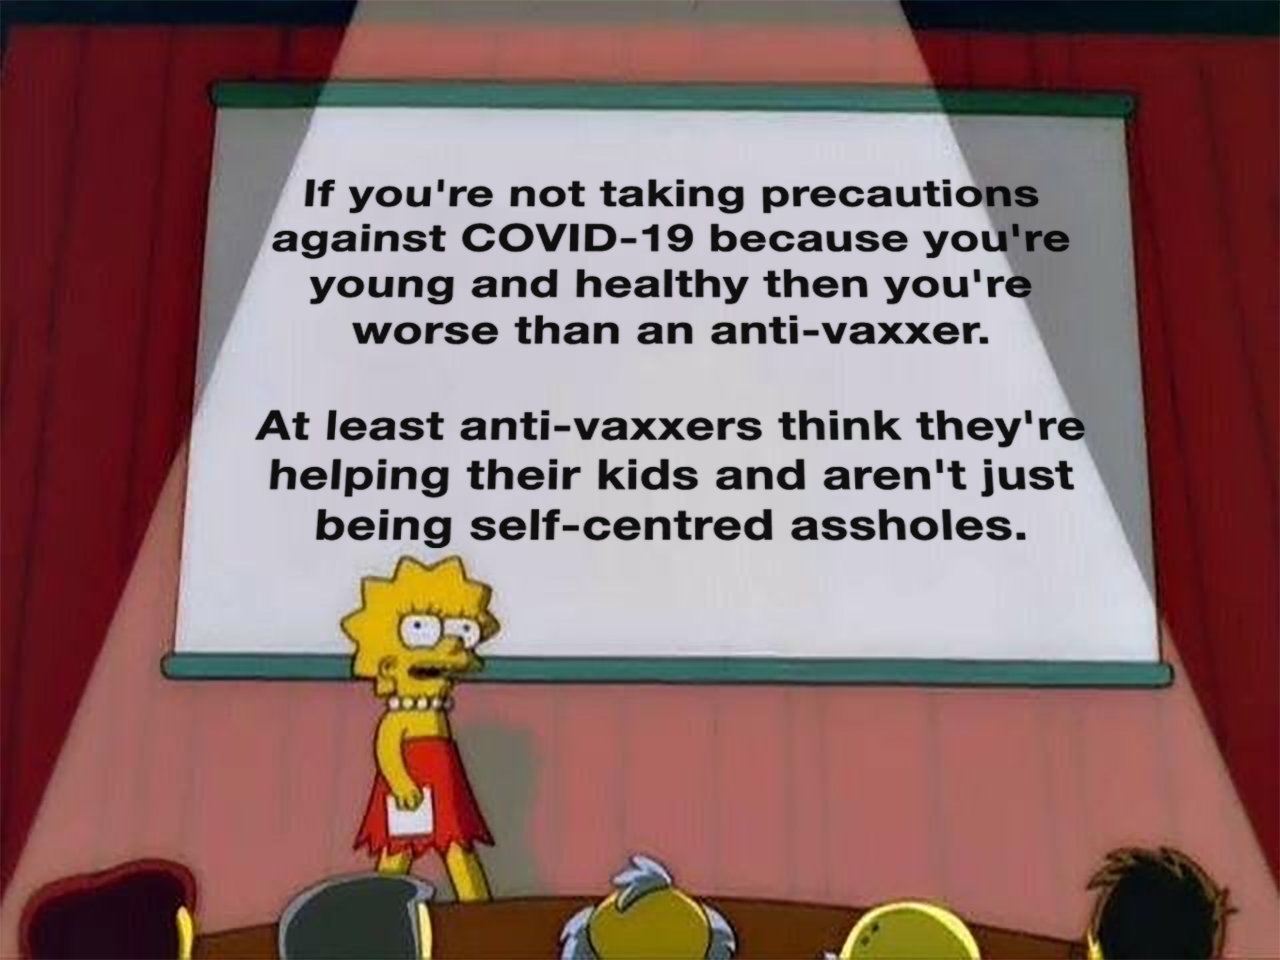 If you're not taking precautions
against COVID-19 because you're
young and healthy then you're
worse than an anti-vaxxer.
At least anti-vaxxers think they're
helping their kids and aren't just
being self-centred assholes.